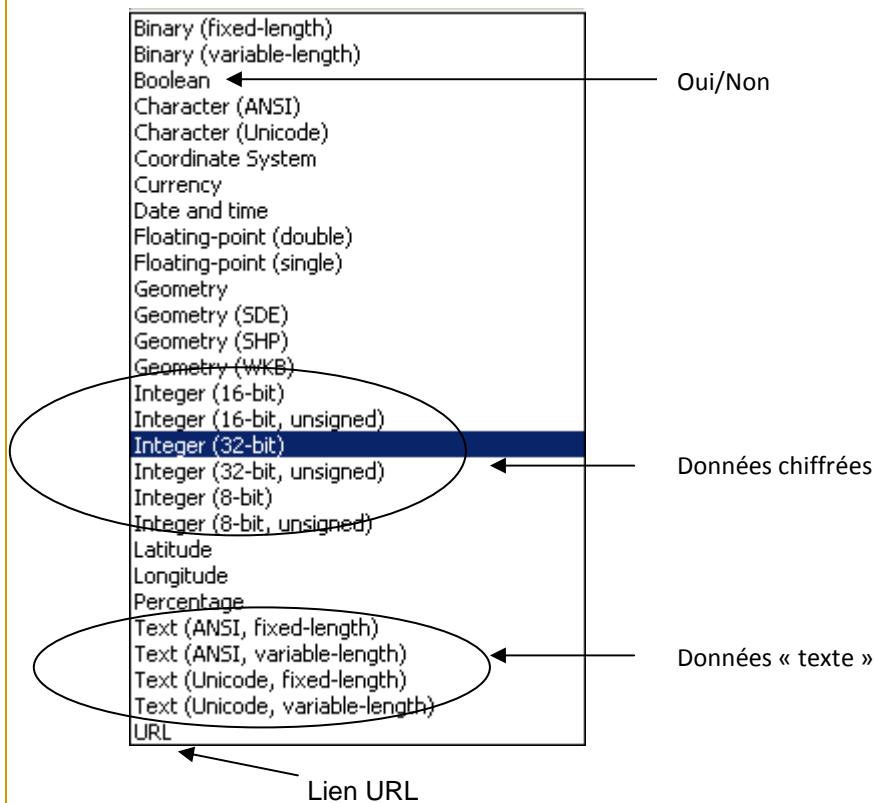 Binary (fixed-length)
Binary (variable-length)
Boolean
Oui/Non
Character (ANSI)
Character (Unicode)
Coordinate System
Currency
Date and time
Floating-point (double)
Floating-point (single)
Geometry
Geometry (SDE)
Geometry (SHP)
Geometry (WKB)
Integer (16-bit)
Integer (16-bit, unsigned)
Integer (32-bit)
Integer (32-bit, unsigned)
Données chiffrées
Integer (8-bit)
Integer (8-bit, unsigned)
Latitude
Longitude
Percentage
Text (ANSI, fixed-length)
Text (ANSI, variable-length)
Données « texte »
Text (Unicode, fixed-length)
Text (Unicode, variable-length)
URL
Lien URL